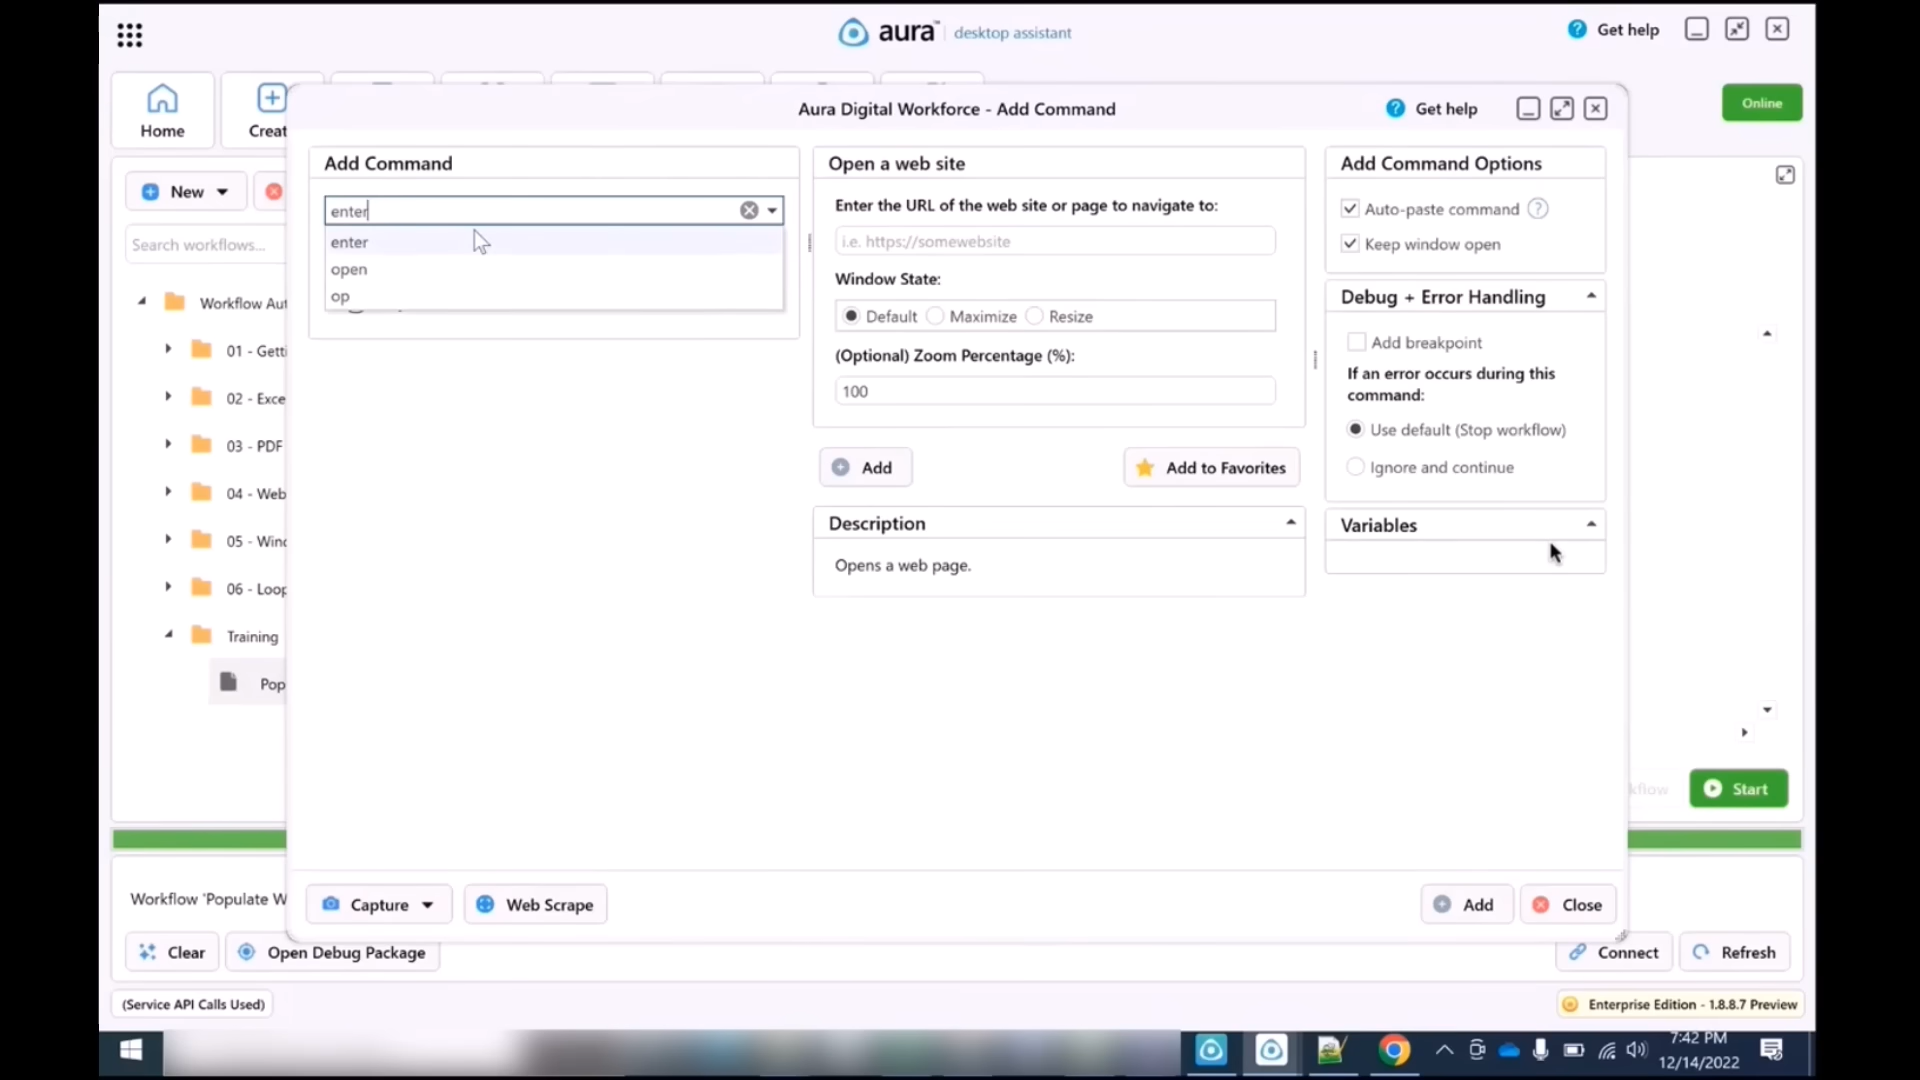 aura™ desktop assistant
Get help
Home
Creat
Online
Aura Digital Workforce - Add Command
Get help
New
Search workflows...
Workflow Aut
01 - Getti
02 - Exce
03 - PDF
04 - Web
05 - Wind
06 - Loop
Training
Pop
Add Command
enter
enter
open
op
Open a web site
Enter the URL of the web site or page to navigate to:
i.e. https://somewebsite
Window State:
Default
Maximize
Resize
(Optional) Zoom Percentage (%):
100
Add
Add to Favorites
Description
Opens a web page.
Add Command Options
Auto-paste command
Keep window open
Debug + Error Handling
Add breakpoint
If an error occurs during this
command:
Use default (Stop workflow)
Ignore and continue
Variables
kflow
Start
Capture
Web Scrape
Add
Close
Workflow 'Populate W
Clear
Open Debug Package
Connect
Refresh
(Service API Calls Used)
Enterprise Edition - 1.8.8.7 Preview
7:42 PM
12/14/2022